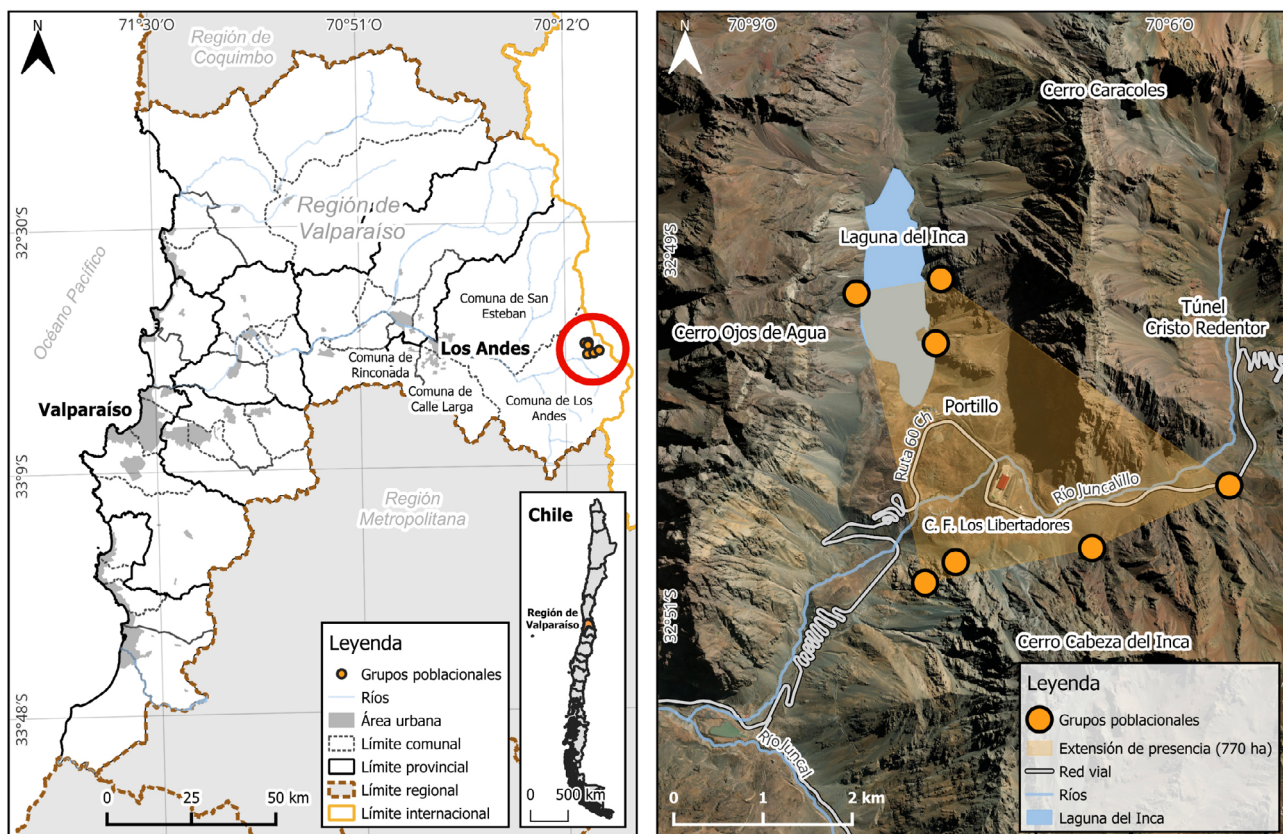 71°30'O
70°51'O
70°12'O
Región de
Coquimbo
32°30'S
33°9'S
33°48'S
Océano Pacífico
Región de
Valparaíso
Comuna de San
Esteban
Los Andes
Comuna de
Rinconada
Comuna de
Calle Larga
Comuna de Los
Andes
Valparaíso
Región
Metropolitana
Chile
Región de
Valparaíso
0 500 km
Leyenda
Grupos poblacionales
Ríos
Área urbana
Límite comunal
Límite provincial
Límite regional
Límite internacional
0 25 50 km
70°9'O
70°6'O
32°49'S
32°51'S
Cerro Caracoles
Laguna del Inca
Cerro Ojos de Agua
Túnel
Cristo Redentor
Portillo
Ruta 60 Ch
Río Juncalillo
C. F. Los Libertadores
Cerro Cabeza del Inca
Río Juncal
0 1 2 km
Leyenda
Grupos poblacionales
Extensión de presencia (770 ha)
Red vial
Ríos
Laguna del Inca